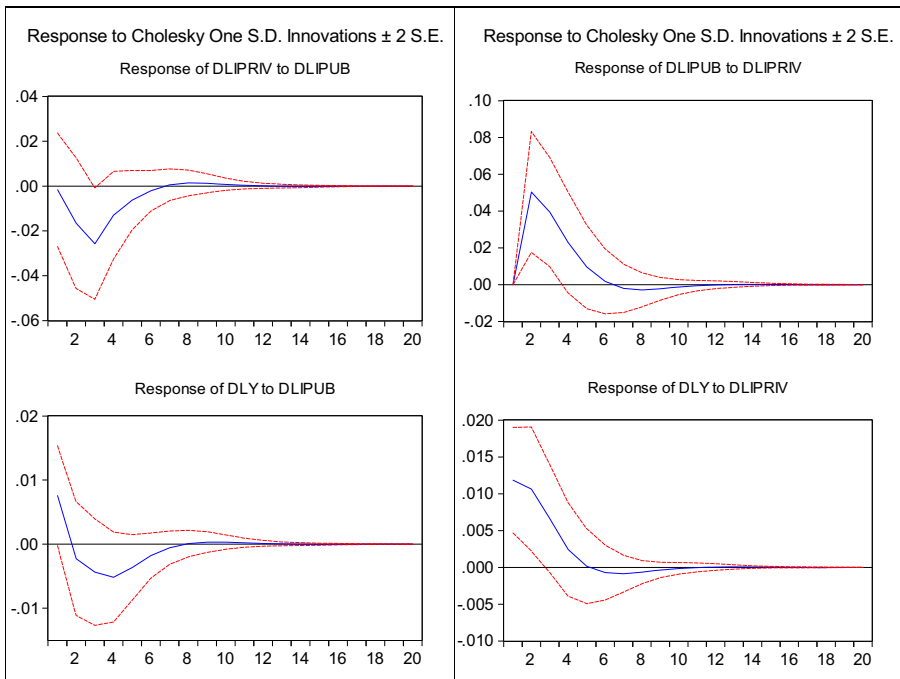 Response to Cholesky One S.D. Innovations ± 2 S.E.
Response of DLIPRIV to DLIPUB
.04
.02
.00
-.02
-.04
-.06
2 4 6 8 10 12 14 16 18 20
Response of DLY to DLIPUB
.02
.01
.00
-.01
2 4 6 8 10 12 14 16 18 20
Response to Cholesky One S.D. Innovations ± 2 S.E.
Response of DLIPUB to DLIPRIV
.10
.08
.06
.04
.02
.00
-.02
2 4 6 8 10 12 14 16 18 20
Response of DLY to DLIPRIV
.020
.015
.010
.005
.000
-.005
-.010
2 4 6 8 10 12 14 16 18 20